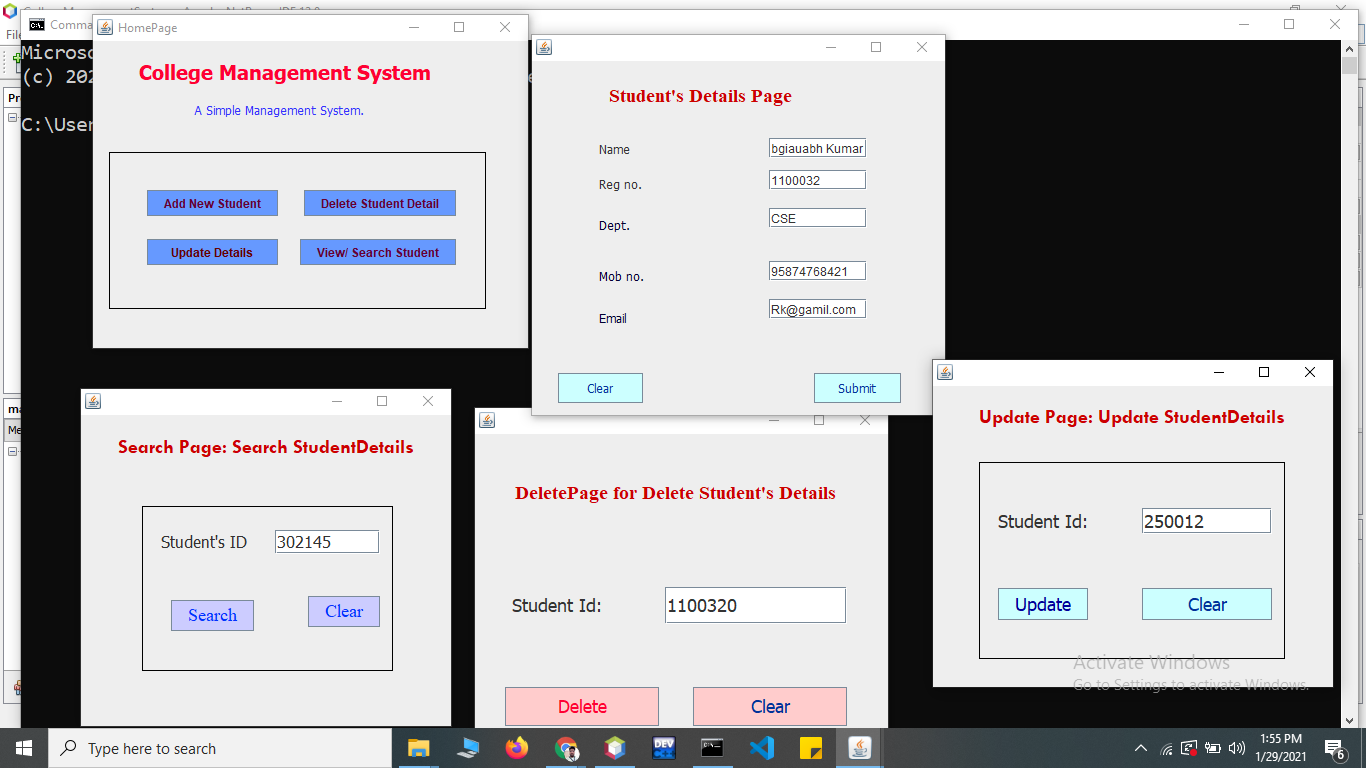 HomePage
College Management System
A Simple Management System.
Add New Student
Delete Student Detail
Update Details
View/ Search Student
Student's Details Page
Name
bgiauabh Kumar
Reg no.
1100032
Dept.
CSE
Mob no.
95874768421
Email
Rk@gamil.com
Clear
Submit
Search Page: Search StudentDetails
Student's ID
302145
Search
Clear
DeletePage for Delete Student's Details
Student Id:
1100320
Delete
Clear
Update Page: Update StudentDetails
Student Id:
250012
Update
Clear
Activate Windows
Go to Settings to activate Windows.
Comma
Microso
(c) 202
C:\User
Type here to search
DEV
1:55 PM
1/29/2021
6